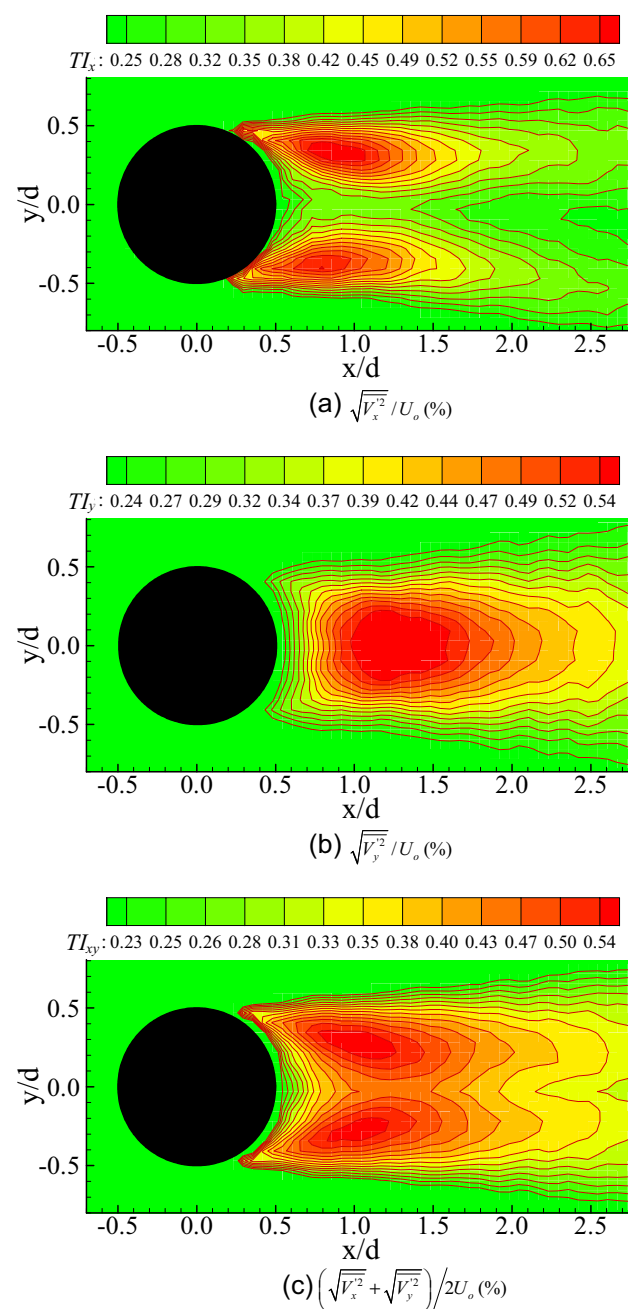 TIx: 0.25 0.28 0.32 0.35 0.38 0.42 0.45 0.49 0.52 0.55 0.59 0.62 0.65
0.5
0.0
-0.5
y/d
-0.5 0.0 0.5 1.0 1.5 2.0 2.5
x/d
(a) √V̅ₓ'² / Uₒ (%)
TIy: 0.24 0.27 0.29 0.32 0.34 0.37 0.39 0.42 0.44 0.47 0.49 0.52 0.54
0.5
0.0
-0.5
y/d
-0.5 0.0 0.5 1.0 1.5 2.0 2.5
x/d
(b) √V̅y'² / Uₒ (%)
TIxy: 0.23 0.25 0.26 0.28 0.31 0.33 0.35 0.38 0.40 0.43 0.47 0.50 0.54
0.5
0.0
-0.5
y/d
-0.5 0.0 0.5 1.0 1.5 2.0 2.5
x/d
(c) (√V̅ₓ'² + √V̅y'²) / 2Uₒ (%)